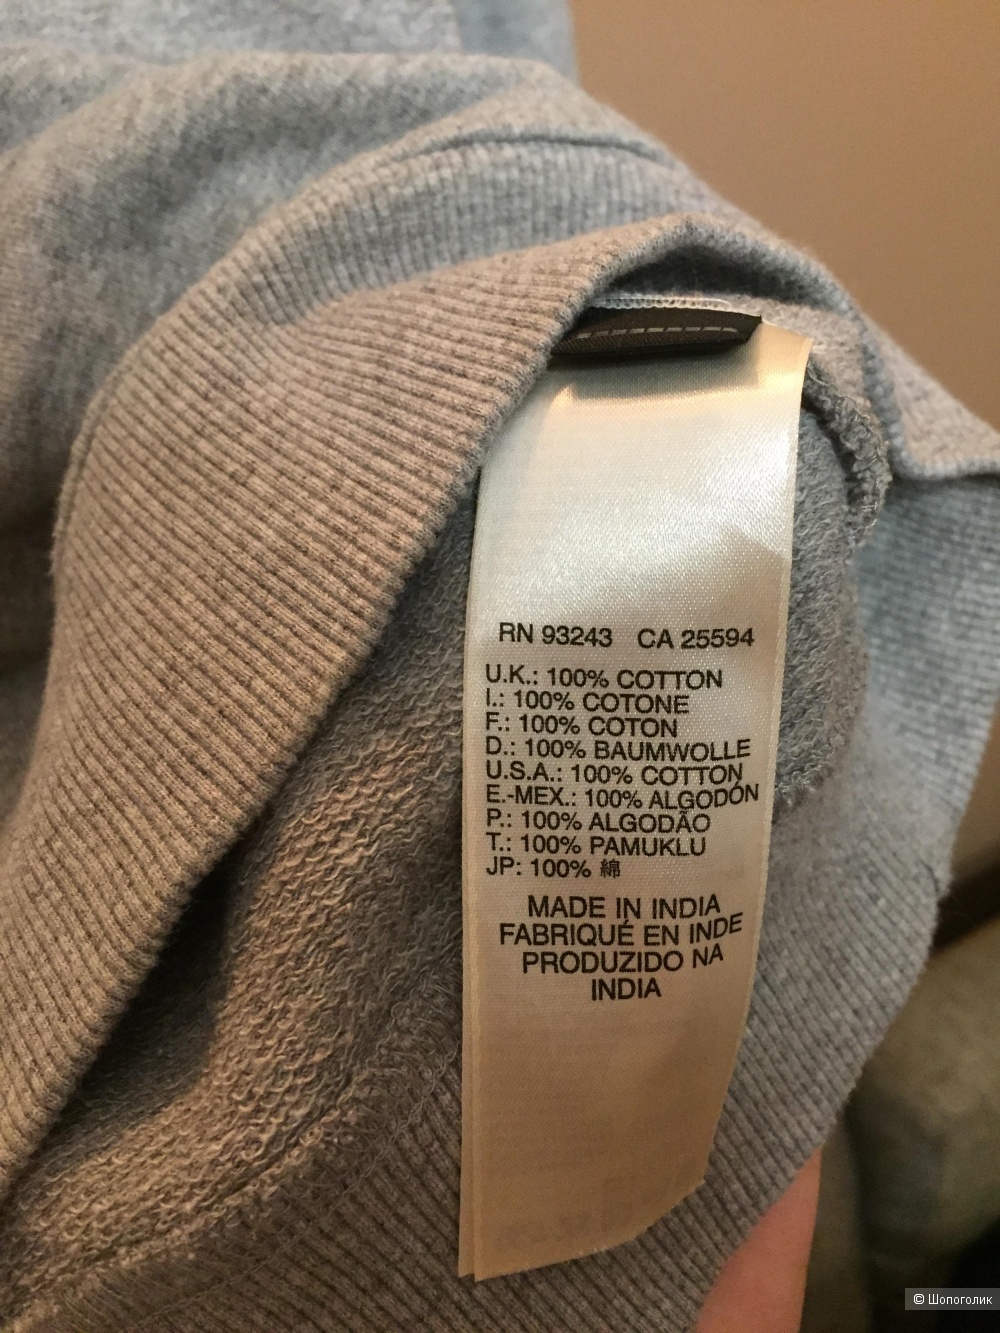 RN 93243 CA 25594
U.K.: 100% COTTON
I.: 100% COTONE
F.: 100% COTON
D.: 100% BAUMWOLLE
U.S.A.: 100% COTTON
E.-MEX.: 100% ALGODÓN
P.: 100% ALGODÃO
T.: 100% PAMUKLU
JP: 100% 綿
MADE IN INDIA
FABRIQUÉ EN INDE
PRODUZIDO NA
INDIA
© Шопоголик